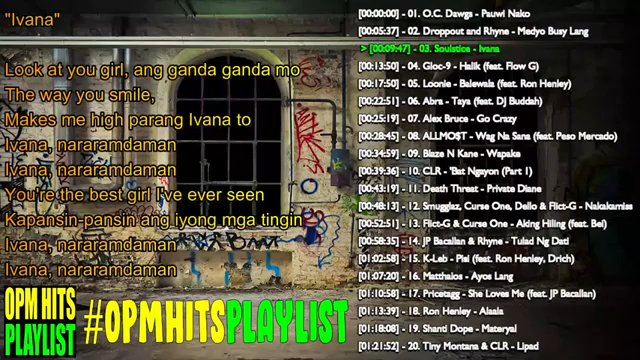 "Ivana"
Look at you girl, ang ganda ganda mo
The way you smile,
Makes me high parang Ivana to
Ivana, nararamdaman
Ivana, nararamdaman
You're the best girl I've ever seen
Kapansin-pansin ang iyong mga tingin
Ivana, nararamdaman
Ivana, nararamdaman
OPM HITS
PLAYLIST
#OPMHITSPLAYLIST
[00:00:00] - 01. O.C. Dawgs - Pauwi Nako
[00:05:37] - 02. Droppout and Rhyne - Medyo Busy Lang
> [00:09:47] - 03. Soulstice - Ivana
[00:13:50] - 04. Gloc-9 - Halik (feat. Flow G)
[00:17:50] - 05. Loonie - Balewala (feat. Ron Henley)
[00:22:51] - 06. Abra - Taya (feat. DJ Buddah)
[00:25:19] - 07. Alex Bruce - Go Crazy
[00:28:45] - 08. ALLMO$T - Wag Na Sana (feat. Peso Mercado)
[00:34:59] - 09. Blaze N Kane - Wapake
[00:39:36] - 10. CLR - 'Bat Ngayon (Part 1)
[00:43:19] - 11. Death Threat - Private Diane
[00:48:13] - 12. Smugglaz, Curse One, Dello & Flict-G - Nakakamiss
[00:52:51] - 13. Flict-G & Curse One - Aking Hiling (feat. Bei)
[00:58:35] - 14. JP Bacallan & Rhyne - Tulad Ng Dati
[01:02:58] - 15. K-Leb - Pisi (feat. Ron Henley, Drich)
[01:07:20] - 16. Matthaios - Ayos Lang
[01:10:58] - 17. Pricetagg - She Loves Me (feat. JP Bacallan)
[01:13:39] - 18. Ron Henley - Alaala
[01:18:08] - 19. Shanti Dope - Materyal
[01:21:52] - 20. Tiny Montana & CLR - Lipad